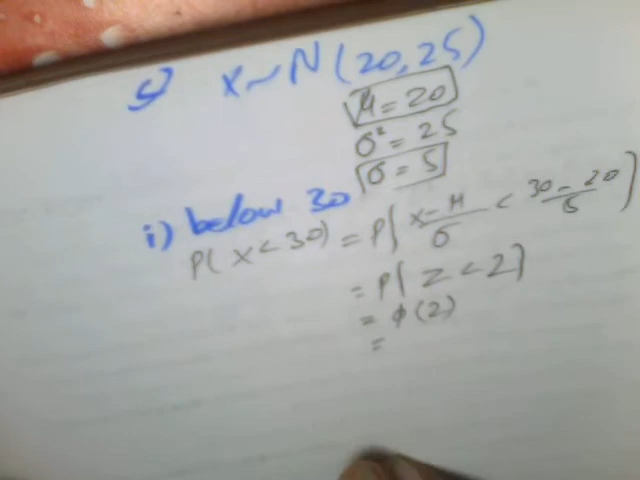 5) X ~ N(20, 25)
μ = 20
σ² = 25
σ = 5
i) below 30
P(X < 30) = P(X - μ / σ < 30 - 20 / 5)
= P(Z < 2)
= ϕ(2)
=